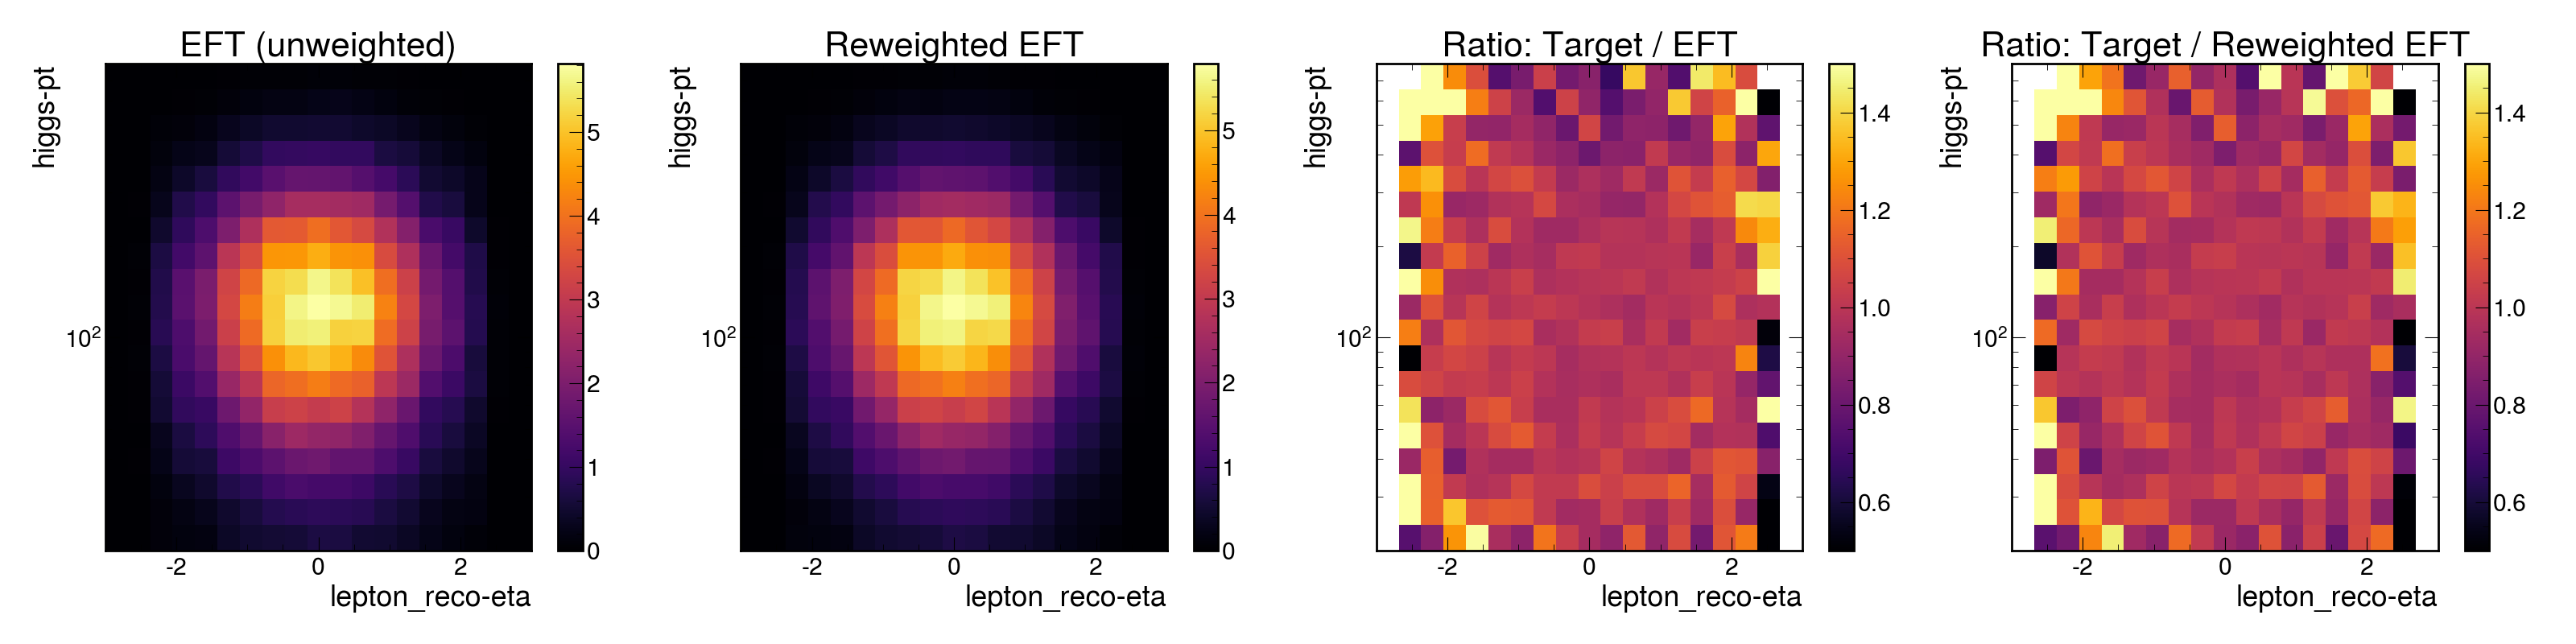 EFT (unweighted)
higgs-pt
10²
-2 0 2
lepton_reco-eta
5
4
3
2
1
0
Reweighted EFT
higgs-pt
10²
-2 0 2
lepton_reco-eta
5
4
3
2
1
0
Ratio: Target / EFT
higgs-pt
10²
-2 0 2
lepton_reco-eta
1.4
1.2
1.0
0.8
0.6
Ratio: Target / Reweighted EFT
higgs-pt
10²
-2 0 2
lepton_reco-eta
1.4
1.2
1.0
0.8
0.6